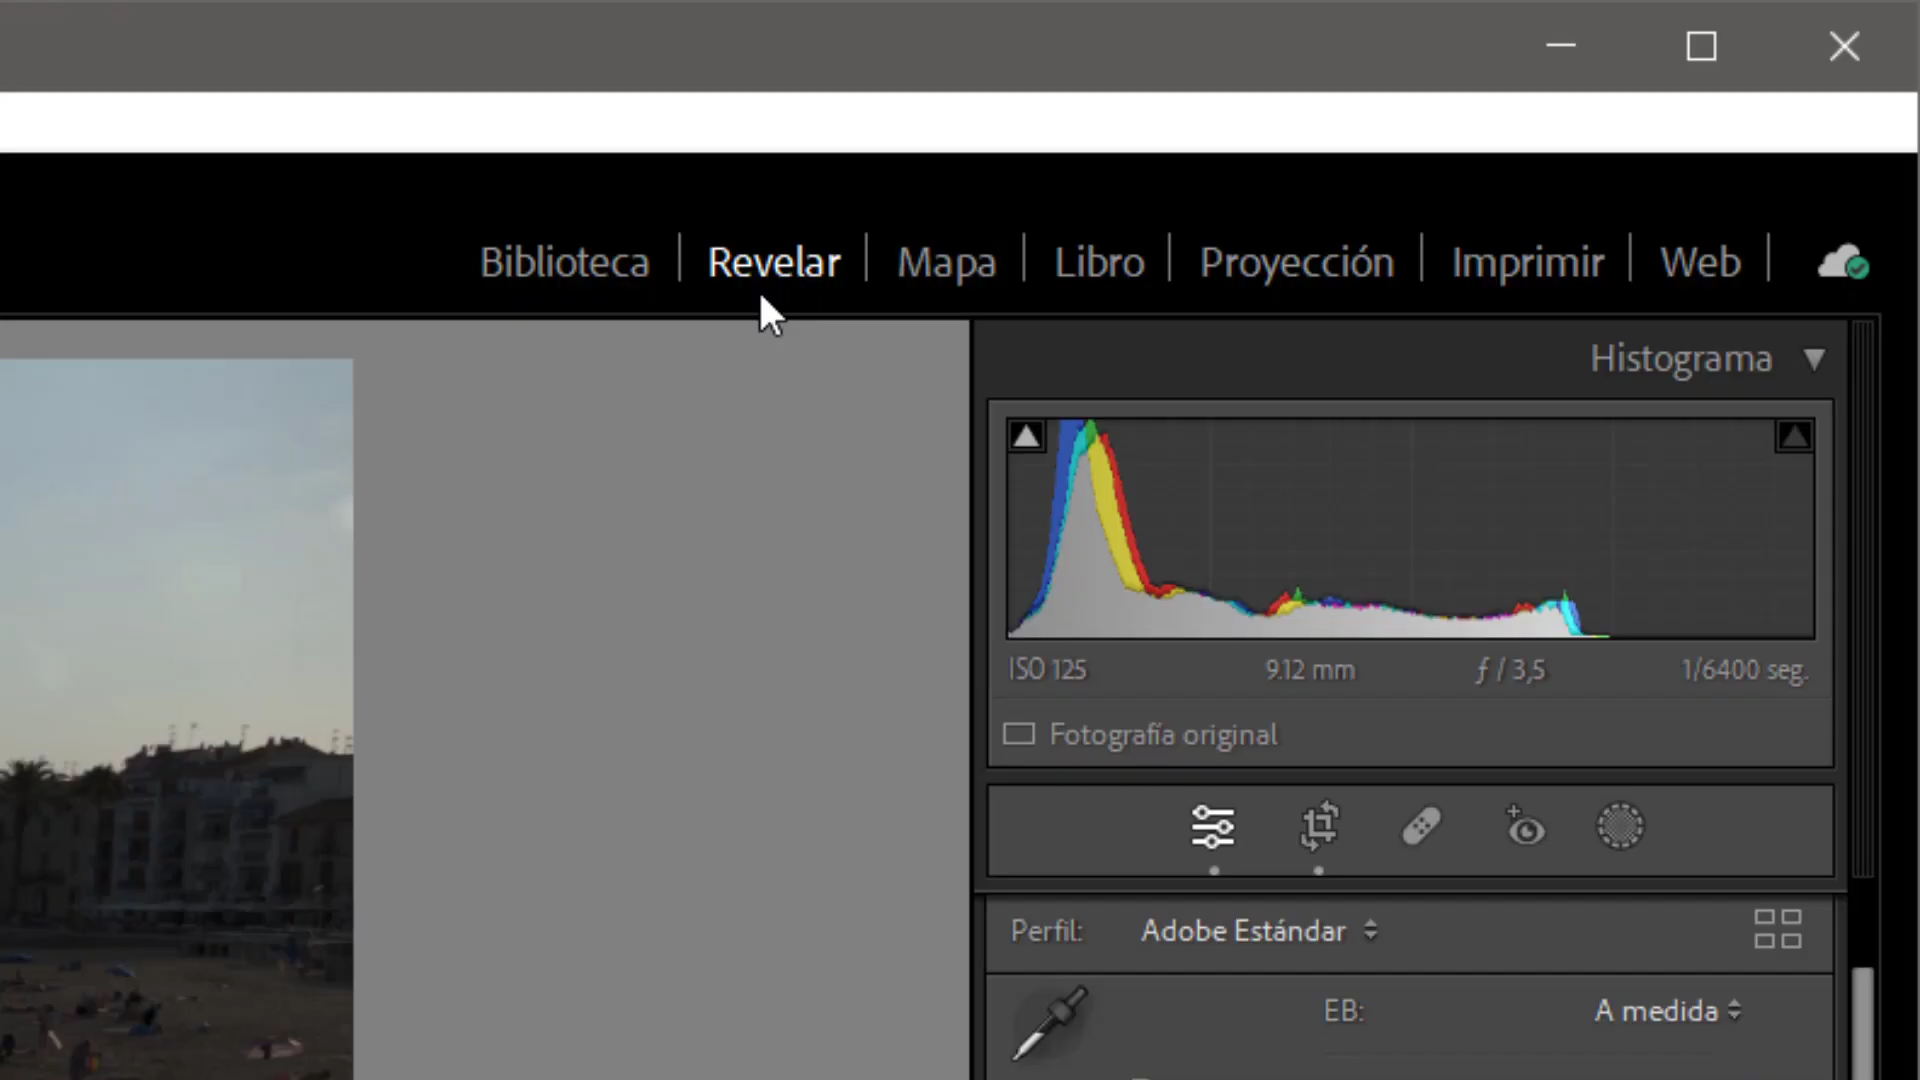 Biblioteca | Revelar | Mapa | Libro | Proyección | Imprimir | Web |
Histograma
ISO 125 9.12 mm ƒ / 3,5 1/6400 seg.
Fotografía original
Perfil: Adobe Estándar
EB: A medida